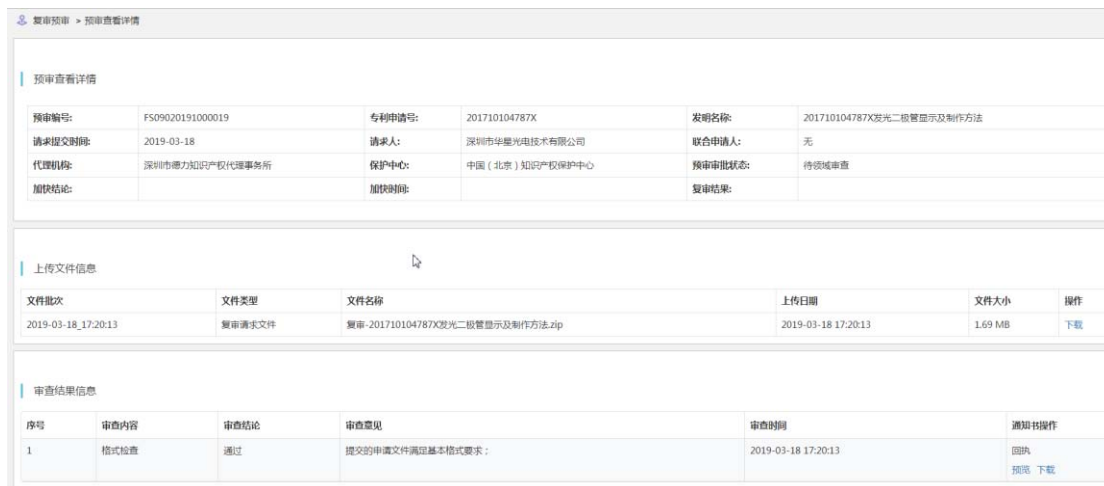 复审预审 » 预审查看详情
预审查看详情
预审编号: FS09020191000019 专利申请号: 201710104787X 发明名称: 201710104787X发光二极管显示及制作方法
请求提交时间: 2019-03-18 请求人: 深圳市华星光电技术有限公司 联合申请人: 无
代理机构: 深圳市德力知识产权代理事务所 保护中心: 中国（北京）知识产权保护中心 预审审批状态: 待领域审查
加快结论: 加快时间: 复审结果:
上传文件信息
文件批次 文件类型 文件名称 上传日期 文件大小 操作
2019-03-18_17:20:13 复审请求文件 复审-201710104787X发光二极管显示及制作方法.zip 2019-03-18 17:20:13 1.69 MB 下载
审查结果信息
序号 审查内容 审查结论 审查意见 审查时间 通知书操作
1 格式检查 通过 提交的申请文件满足基本格式要求； 2019-03-18 17:20:13 回执
预览 下载